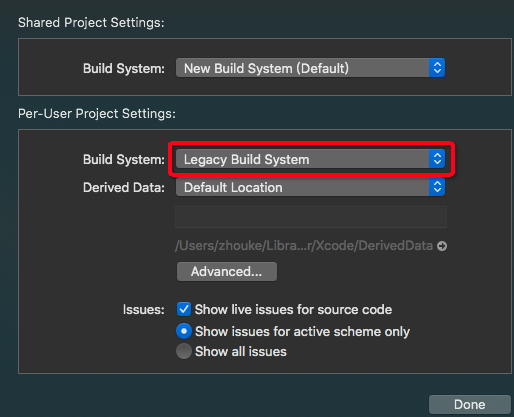 Shared Project Settings:
Build System: New Build System (Default)
Per-User Project Settings:
Build System: Legacy Build System
Derived Data: Default Location
/Users/zhouke/Libra...r/Xcode/DerivedData
Advanced...
Issues: Show live issues for source code
Show issues for active scheme only
Show all issues
Done